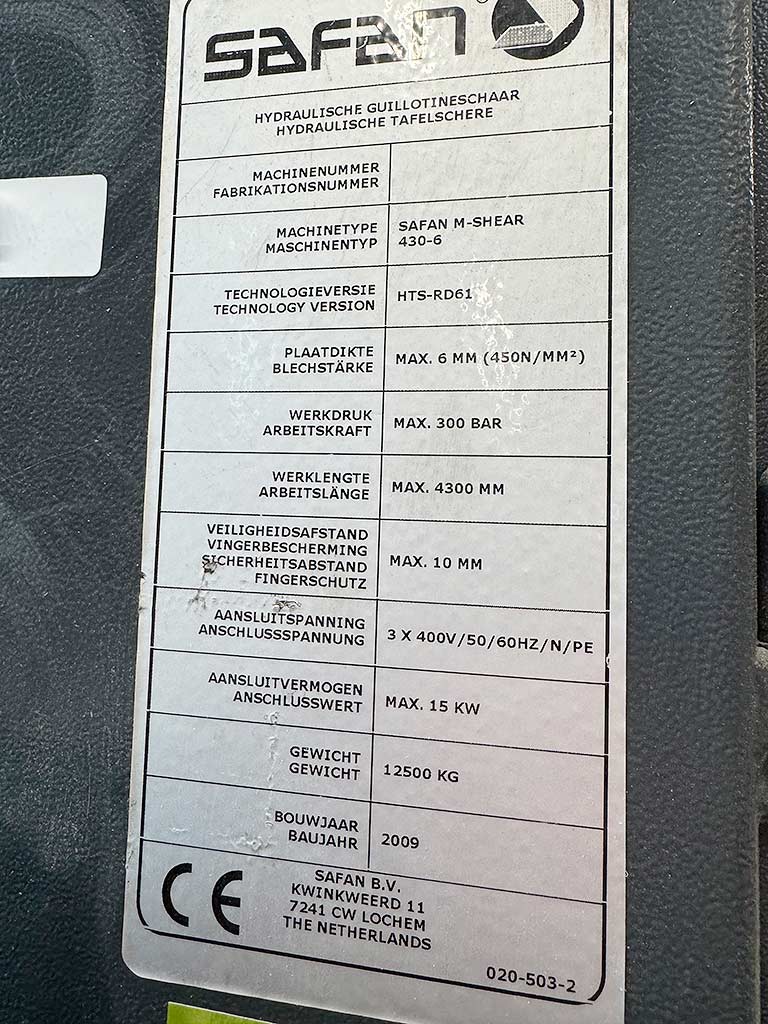 SAFAN
HYDRAULISCHE GUILLOTINESCHAAR
HYDRAULISCHE TAFELSCHERE
MACHINENUMMER
FABRIKATIONSNUMMER
MACHINETYPE
MASCHINENTYP
SAFAN M-SHEAR
430-6
TECHNOLOGIEVERSIE
TECHNOLOGY VERSION
HTS-RD61
PLAATDIKTE
BLECHSTÄRKE
MAX. 6 MM (450N/MM²)
WERKDRUK
ARBEITSKRAFT
MAX. 300 BAR
WERKLENGTE
ARBEITSLÄNGE
MAX. 4300 MM
VEILIGHEIDSAFSTAND
VINGERBESCHERMING
SICHERHEITSABSTAND
FINGERSCHUTZ
MAX. 10 MM
AANSLUITSPANNING
ANSCHLUSSSPANNUNG
3 X 400V/50/60HZ/N/PE
AANSLUITVERMOGEN
ANSCHLUSSWERT
MAX. 15 KW
GEWICHT
GEWICHT
12500 KG
BOUWJAAR
BAUJAHR
2009
CE
SAFAN B.V.
KWINKWEERD 11
7241 CW LOCHEM
THE NETHERLANDS
020-503-2